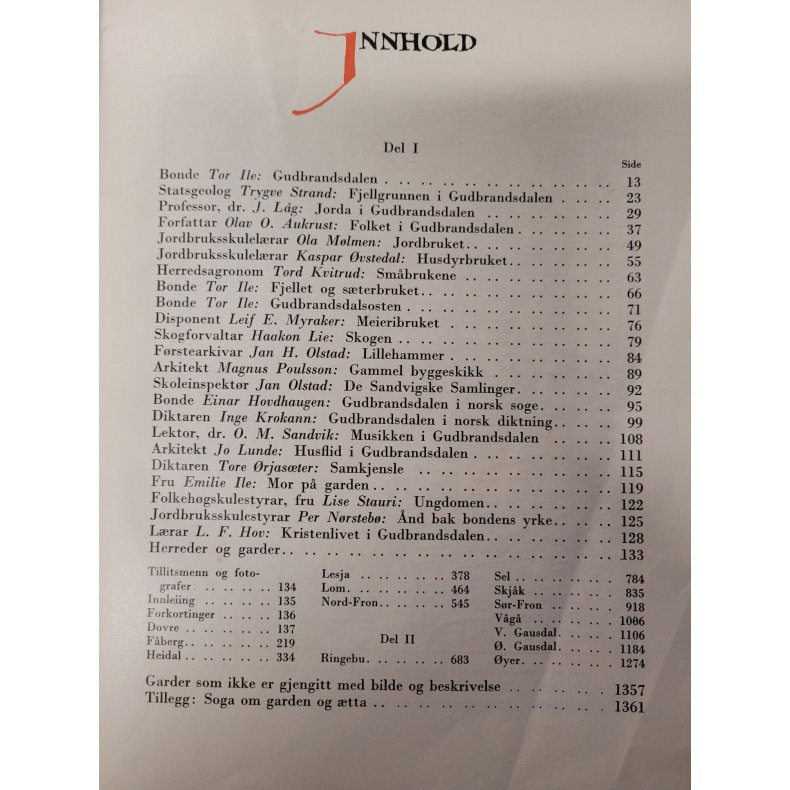 INNHOLD
Del I
Side
Bonde Tor Ile: Gudbrandsdalen . . . . . . . . . . 13
Statsgeolog Trygve Strand: Fjellgrunnen i Gudbrandsdalen . . . . . 23
Professor, dr. J. Låg: Jorda i Gudbrandsdalen . . . . . . . 29
Forfattar Olav O. Aukrust: Folket i Gudbrandsdalen . . . . . . 37
Jordbruksskulelærar Ola Mølmen: Jordbruket . . . . . . . 49
Jordbruksskulelærar Kaspar Øvstedal: Husdyrbruket . . . . . . 55
Herredsagronom Tord Kvitrud: Småbrukene . . . . . . . 63
Bonde Tor Ile: Fjellet og sæterbruket . . . . . . . . 66
Bonde Tor Ile: Gudbrandsdalsosten . . . . . . . . . 71
Disponent Leif E. Myraker: Meieribruket . . . . . . . . 76
Skogforvaltar Haakon Lie: Skogen . . . . . . . . . 79
Førstearkivar Jan H. Olstad: Lillehammer . . . . . . . . 84
Arkitekt Magnus Poulsson: Gammel byggeskikk . . . . . . . 89
Skoleinspektør Jan Olstad: De Sandvigske Samlinger . . . . . . 92
Bonde Einar Hovdhaugen: Gudbrandsdalen i norsk soge . . . . . 95
Diktaren Inge Krokann: Gudbrandsdalen i norsk diktning . . . . . 99
Lektor, dr. O. M. Sandvik: Musikken i Gudbrandsdalen . . . . . 108
Arkitekt Jo Lunde: Husflid i Gudbrandsdalen . . . . . . . 111
Diktaren Tore Ørjasæter: Samkjensle . . . . . . . . 115
Fru Emilie Ile: Mor på garden . . . . . . . . . . 119
Folkehøgskulestyrar, fru Lise Stauri: Ungdomen . . . . . . . 122
Jordbruksskulestyrar Per Nørstebø: Ånd bak bondens yrke . . . . . 125
Lærar L. F. Hov: Kristenlivet i Gudbrandsdalen . . . . . . . 128
Herreder og garder . . . . . . . . . . . . 133
Tillitsmenn og foto-
grafer . . . . . . 134
Innleiing . . . . . . 135
Forkortinger . . . . . 136
Dovre . . . . . . . 137
Fåberg . . . . . . . 219
Heidal . . . . . . . 334
Lesja . . . . . . . 378
Lom . . . . . . . 464
Nord-Fron . . . . . 545
Del II
Ringebu . . . . . . 683
Sel . . . . . . . 784
Skjåk . . . . . . . 835
Sør-Fron . . . . . . 918
Vågå . . . . . . . 1006
V. Gausdal . . . . . 1106
Ø. Gausdal . . . . . 1184
Øyer . . . . . . . 1274
Garder som ikke er gjengitt med bilde og beskrivelse . . . . . . 1357
Tillegg: Soga om garden og ætta . . . . . . . . . 1361